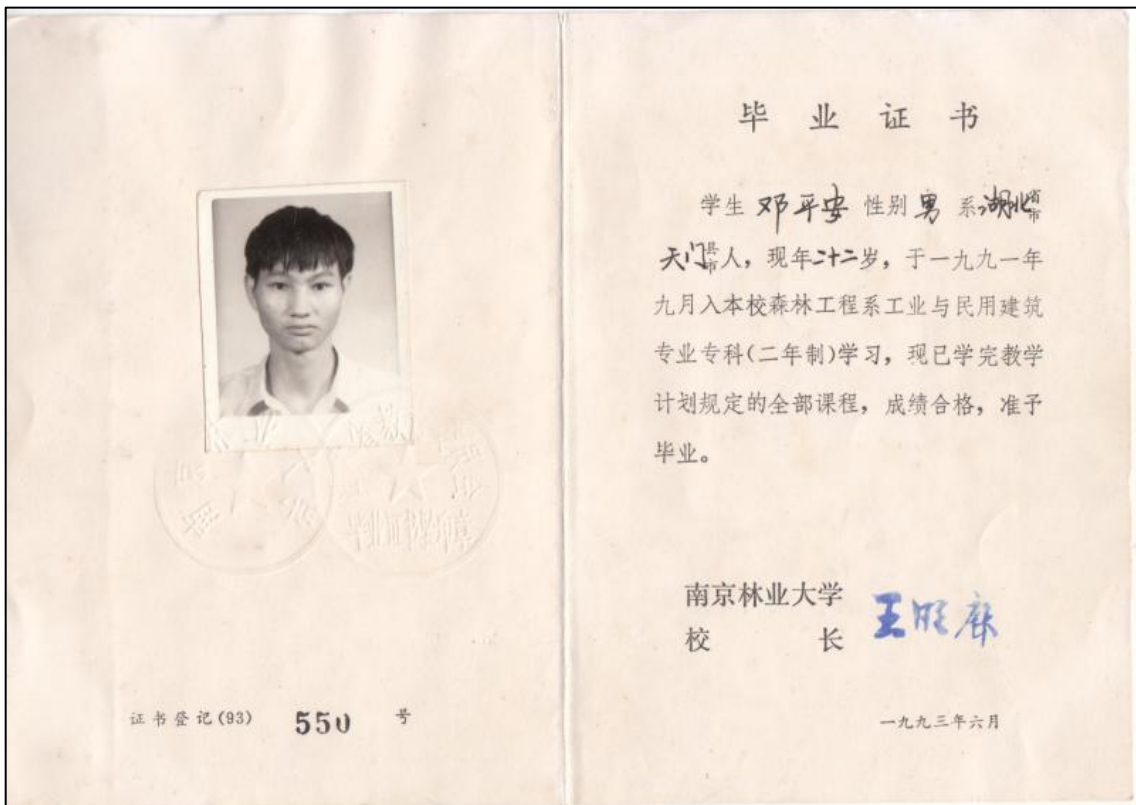 证书登记(93) 550 号
毕业证书
学生 邓平安 性别 男 系 湖北省市
天门县市人，现年二十二岁，于一九九一年
九月入本校森林工程系工业与民用建筑
专业专科(二年制)学习，现已学完教学
计划规定的全部课程，成绩合格，准予
毕业。
南京林业大学
校长
一九九三年六月